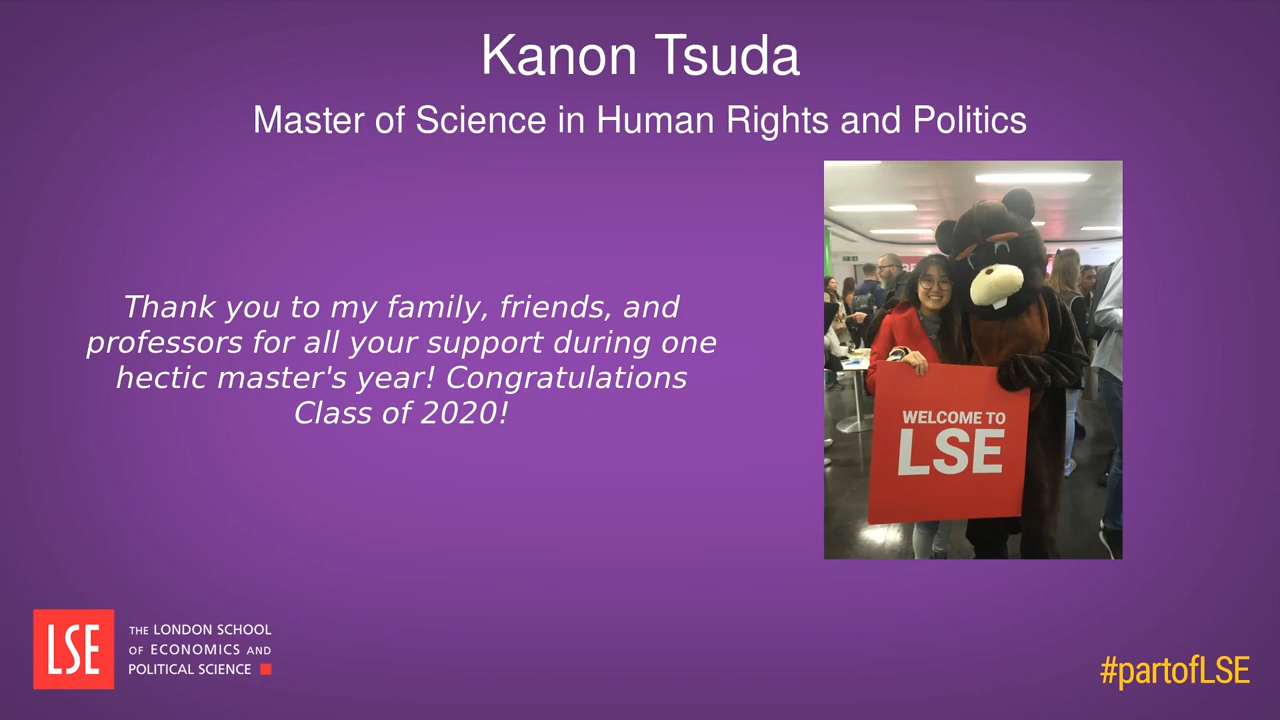 Kanon Tsuda
Master of Science in Human Rights and Politics
Thank you to my family, friends, and
professors for all your support during one
hectic master's year! Congratulations
Class of 2020!
WELCOME TO
LSE
LSE
THE LONDON SCHOOL
OF ECONOMICS AND
POLITICAL SCIENCE
#partofLSE